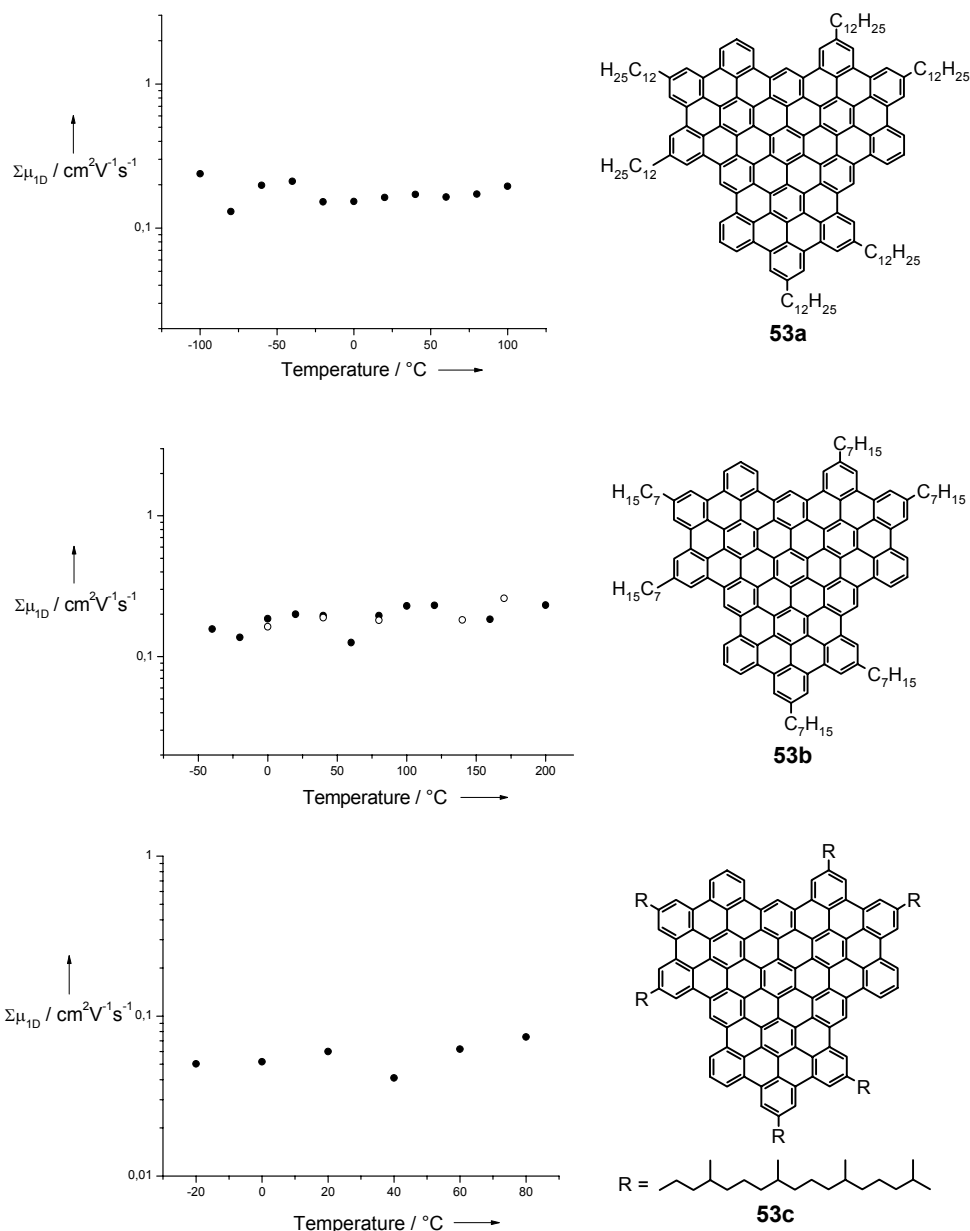 1
0,1
Σμ1D / cm2V-1s-1
-100 -50 0 50 100
Temperature / °C
C12H25
H25C12
C12H25
H25C12
C12H25
C12H25
53a
1
0,1
Σμ1D / cm2V-1s-1
-50 0 50 100 150 200
Temperature / °C
C7H15
H15C7
C7H15
H15C7
C7H15
C7H15
53b
1
0,1
0,01
Σμ1D / cm2V-1s-1
-20 0 20 40 60 80
Temperature / °C
R
R
R
R
R
R
R =
53c